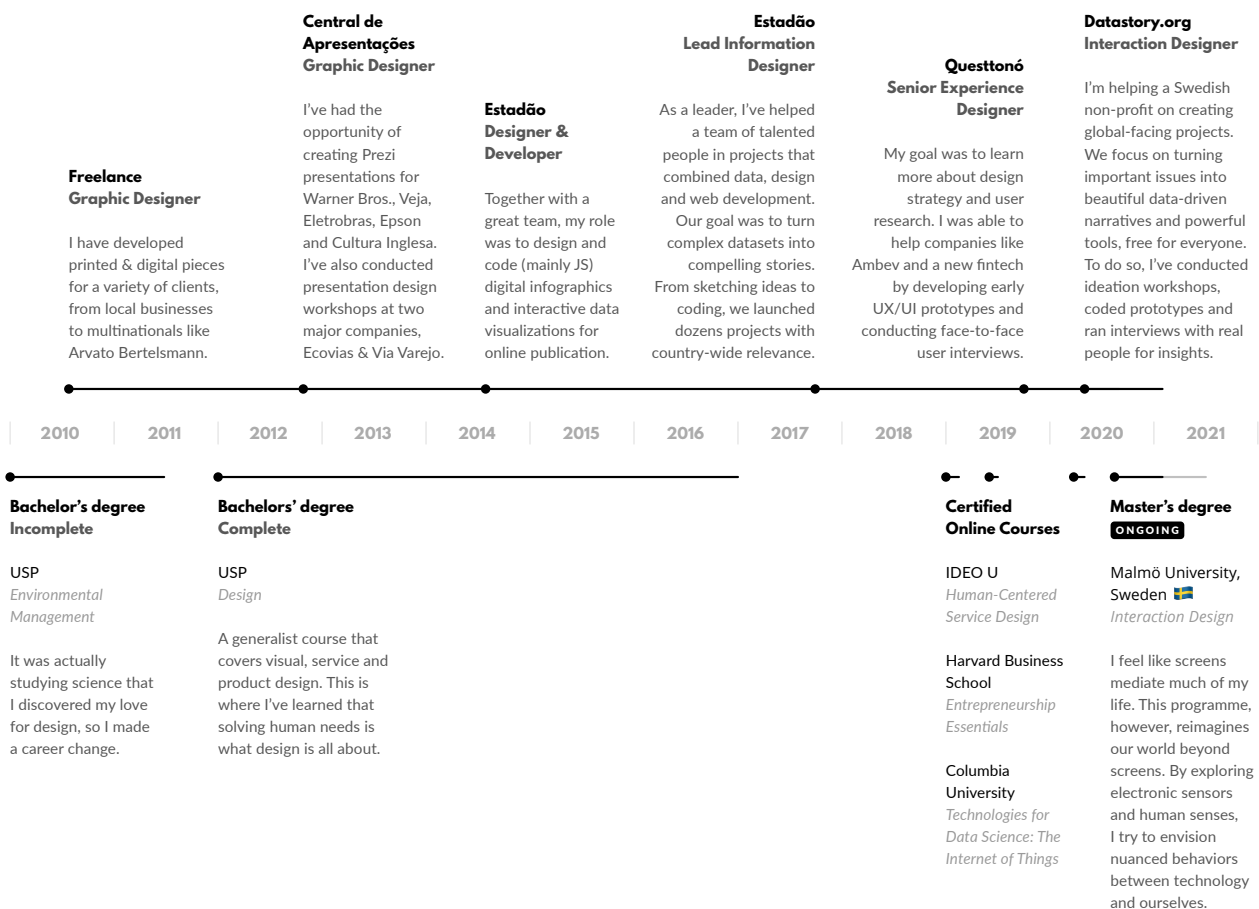 Freelance
Graphic Designer
I have developed
printed & digital pieces
for a variety of clients,
from local businesses
to multinationals like
Arvato Bertelsmann.
Central de
Apresentações
Graphic Designer
I've had the
opportunity of
creating Prezi
presentations for
Warner Bros., Veja,
Eletrobras, Epson
and Cultura Inglesa.
I've also conducted
presentation design
workshops at two
major companies,
Ecovias & Via Varejo.
Estadão
Designer &
Developer
Together with a
great team, my role
was to design and
code (mainly JS)
digital infographics
and interactive data
visualizations for
online publication.
Estadão
Lead Information
Designer
As a leader, I've helped
a team of talented
people in projects that
combined data, design
and web development.
Our goal was to turn
complex datasets into
compelling stories.
From sketching ideas to
coding, we launched
dozens projects with
country-wide relevance.
Questtonó
Senior Experience
Designer
My goal was to learn
more about design
strategy and user
research. I was able to
help companies like
Ambev and a new fintech
by developing early
UX/UI prototypes and
conducting face-to-face
user interviews.
Datastory.org
Interaction Designer
I'm helping a Swedish
non-profit on creating
global-facing projects.
We focus on turning
important issues into
beautiful data-driven
narratives and powerful
tools, free for everyone.
To do so, I've conducted
ideation workshops,
coded prototypes and
ran interviews with real
people for insights.
2010 2011 2012 2013 2014 2015 2016 2017 2018 2019 2020 2021
Bachelor's degree
Incomplete
USP
Environmental
Management
It was actually
studying science that
I discovered my love
for design, so I made
a career change.
Bachelors' degree
Complete
USP
Design
A generalist course that
covers visual, service and
product design. This is
where I've learned that
solving human needs is
what design is all about.
Certified
Online Courses
IDEO U
Human-Centered
Service Design
Harvard Business
School
Entrepreneurship
Essentials
Columbia
University
Technologies for
Data Science: The
Internet of Things
Master's degree
ONGOING
Malmö University,
Sweden 🇸🇪
Interaction Design
I feel like screens
mediate much of my
life. This programme,
however, reimagines
our world beyond
screens. By exploring
electronic sensors
and human senses,
I try to envision
nuanced behaviors
between technology
and ourselves.